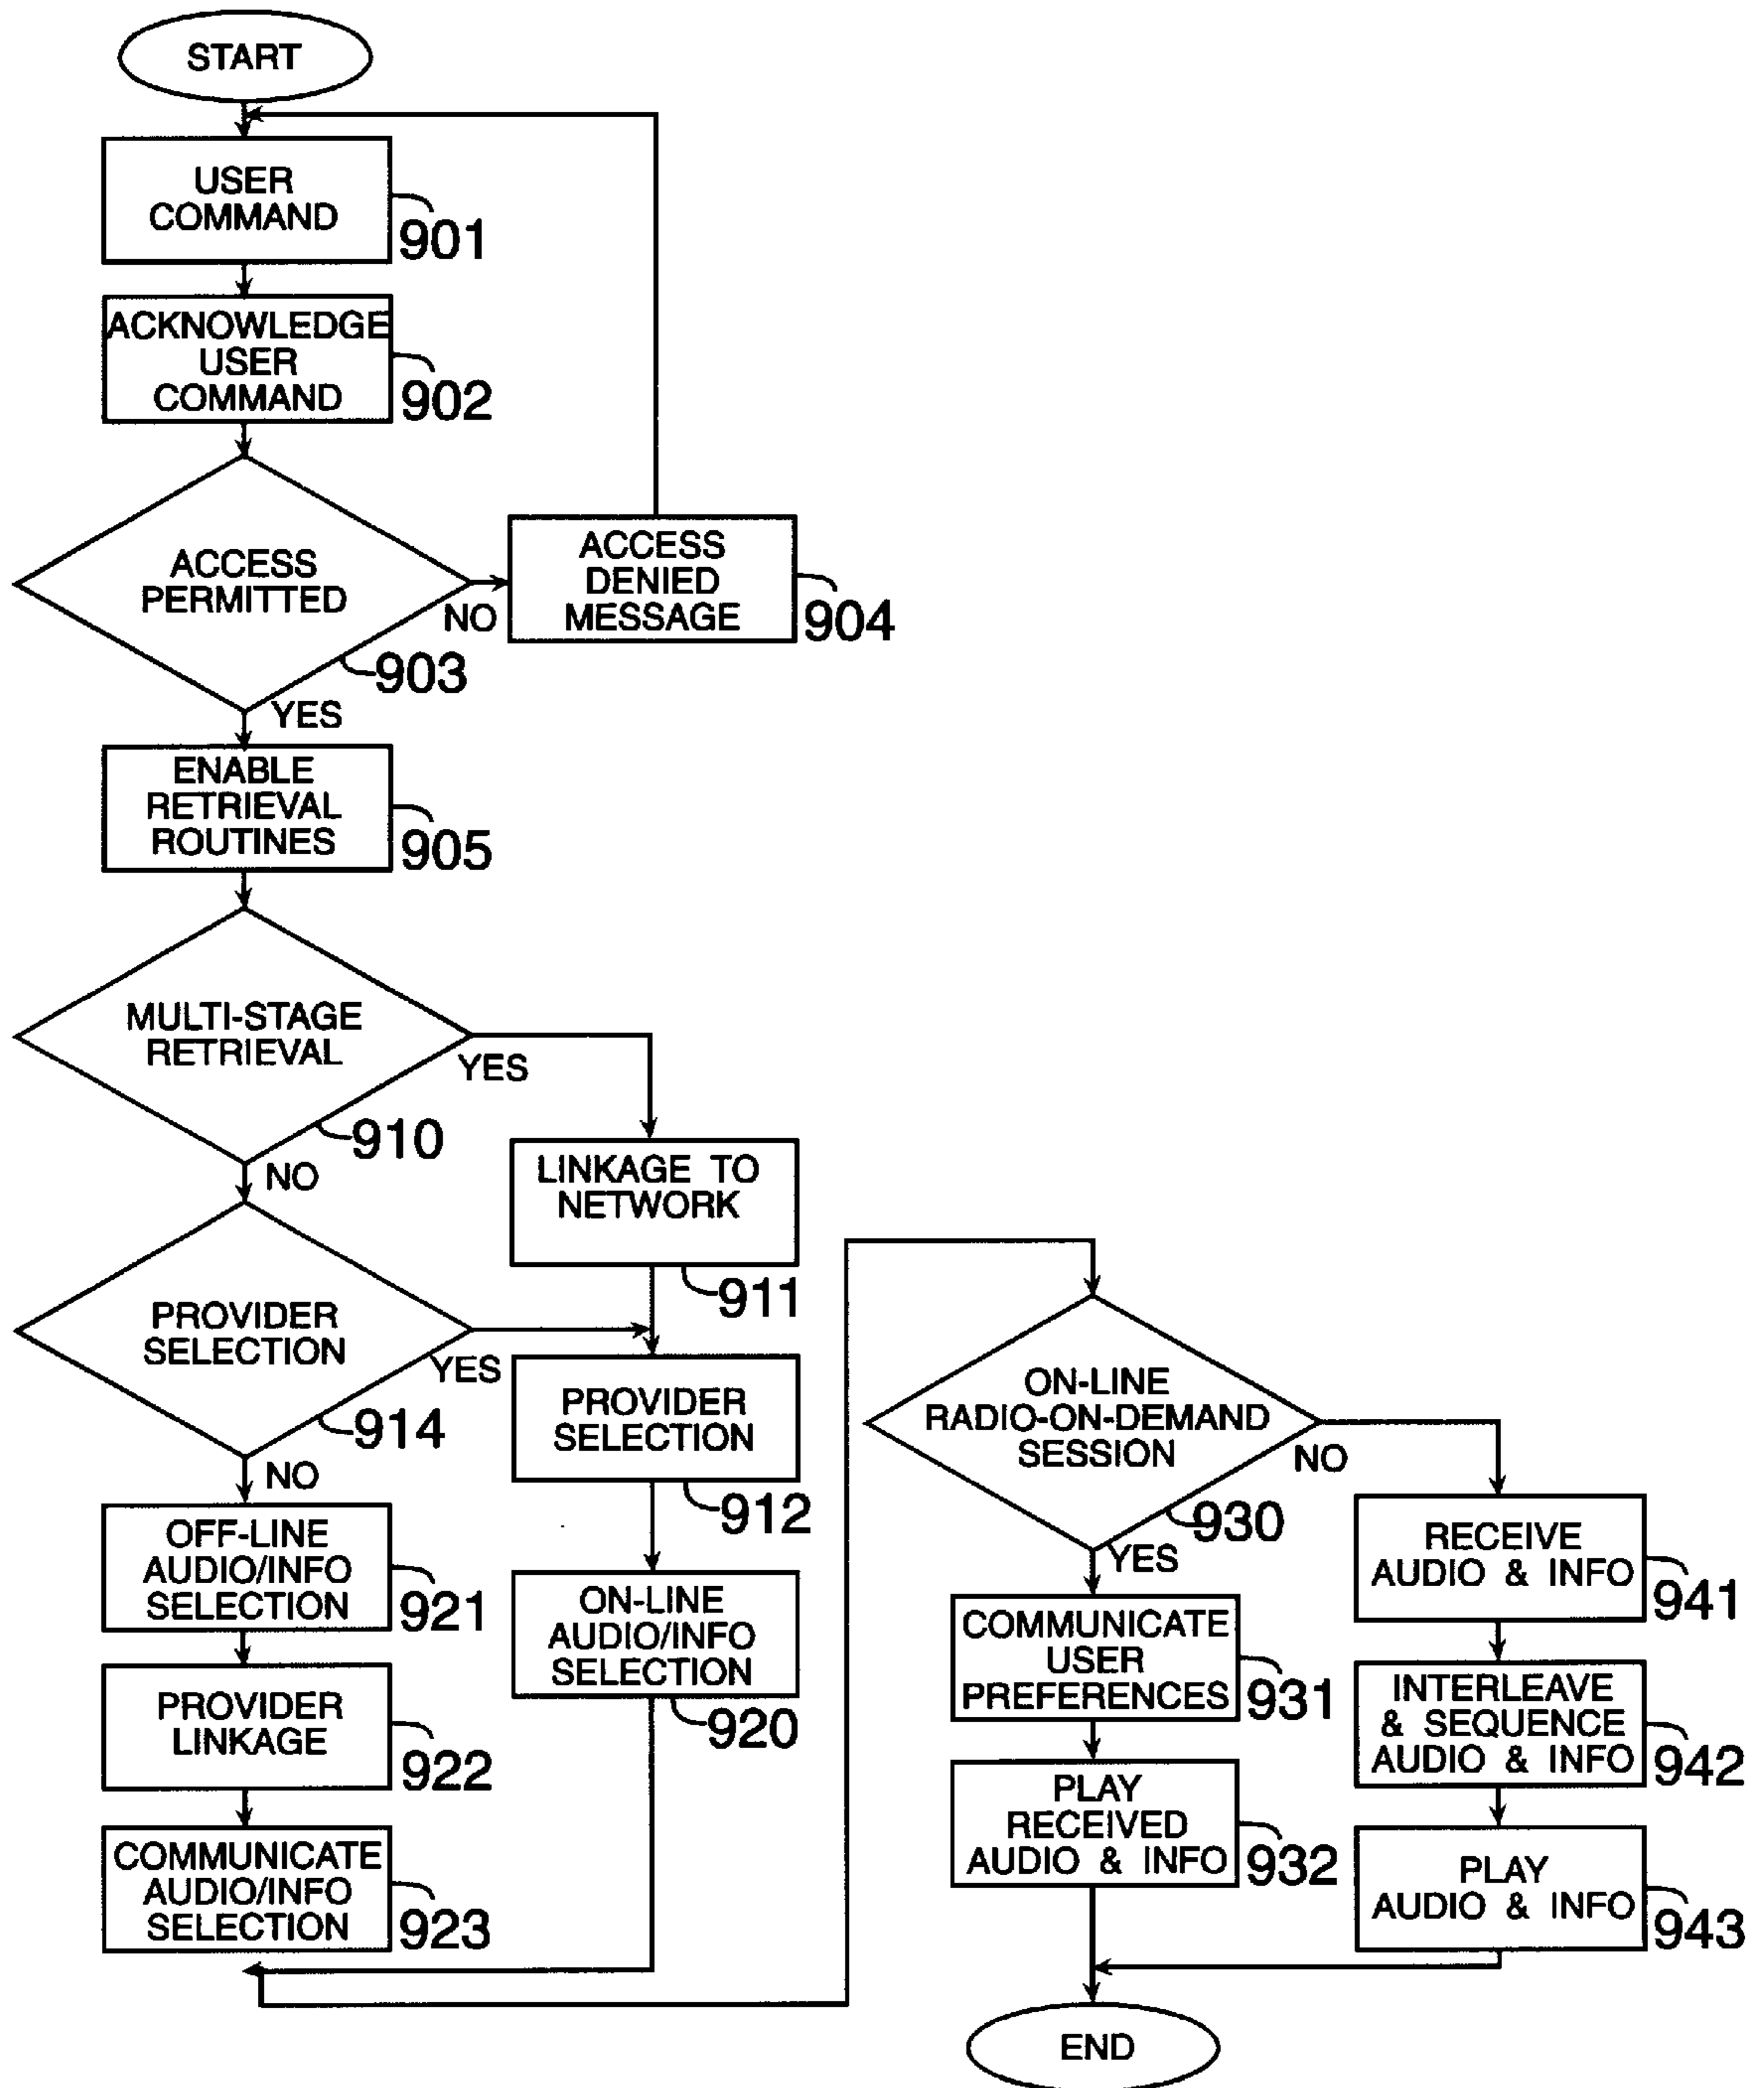 START
USER
COMMAND
901
ACKNOWLEDGE
USER
COMMAND
902
ACCESS
PERMITTED
NO
903
YES
ACCESS
DENIED
MESSAGE
904
ENABLE
RETRIEVAL
ROUTINES
905
MULTI-STAGE
RETRIEVAL
YES
910
NO
LINKAGE TO
NETWORK
911
PROVIDER
SELECTION
YES
914
NO
PROVIDER
SELECTION
912
OFF-LINE
AUDIO/INFO
SELECTION
921
ON-LINE
AUDIO/INFO
SELECTION
920
PROVIDER
LINKAGE
922
COMMUNICATE
AUDIO/INFO
SELECTION
923
ON-LINE
RADIO-ON-DEMAND
SESSION
NO
930
YES
COMMUNICATE
USER
PREFERENCES
931
PLAY
RECEIVED
AUDIO & INFO
932
RECEIVE
AUDIO & INFO
941
INTERLEAVE
& SEQUENCE
AUDIO & INFO
942
PLAY
AUDIO & INFO
943
END